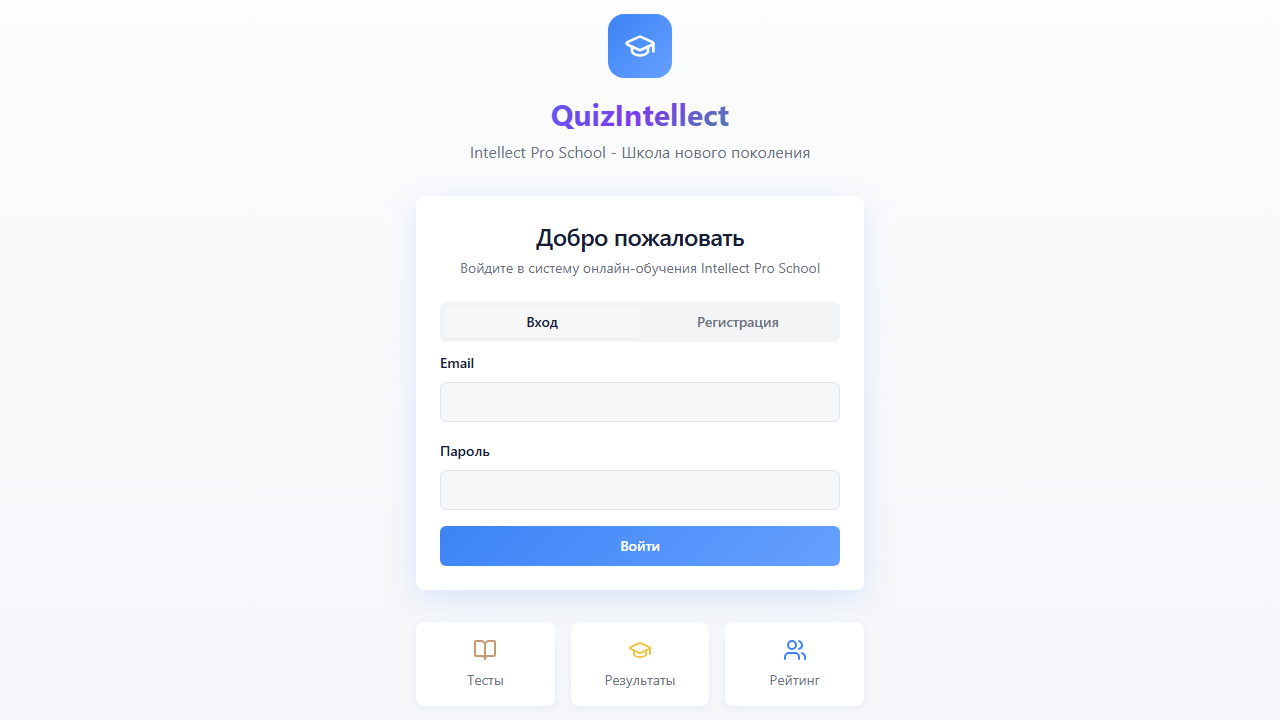 QuizIntellect
Intellect Pro School - Школа нового поколения
Добро пожаловать
Войдите в систему онлайн-обучения Intellect Pro School
Вход
Регистрация
Email
Пароль
Войти
Тесты
Результаты
Рейтинг